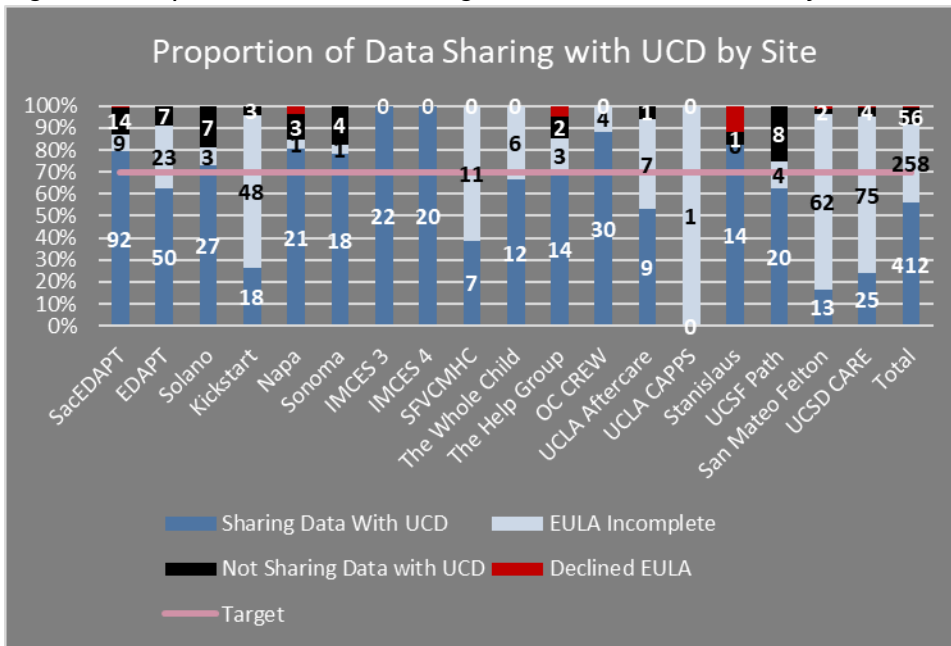 Proportion of Data Sharing with UCD by Site
100% 3 0 0 0 0 0 0 2 4
90% 14 7 7 3 4 2 4 1 56
80% 9 23 3 1 1 6 3 7 1 258
70% 8 4
60% 48 11 62 75
50% 1
40% 92 50 27 21 18 22 20 12 14 30 14 20 412
30%
20% 18 7 9 25
10% 13
0% 0
SacEDAPT
EDAPT
Solano
Kickstart
Napa
Sonoma
IMCES 3
IMCES 4
SFVCMHC
The Whole Child
The Help Group
OC CREW
UCLA Aftercare
UCLA CAPPS
Stanislaus
UCSF Path
San Mateo Felton
UCSD CARE
Total
Sharing Data With UCD EULA Incomplete
Not Sharing Data with UCD Declined EULA
Target